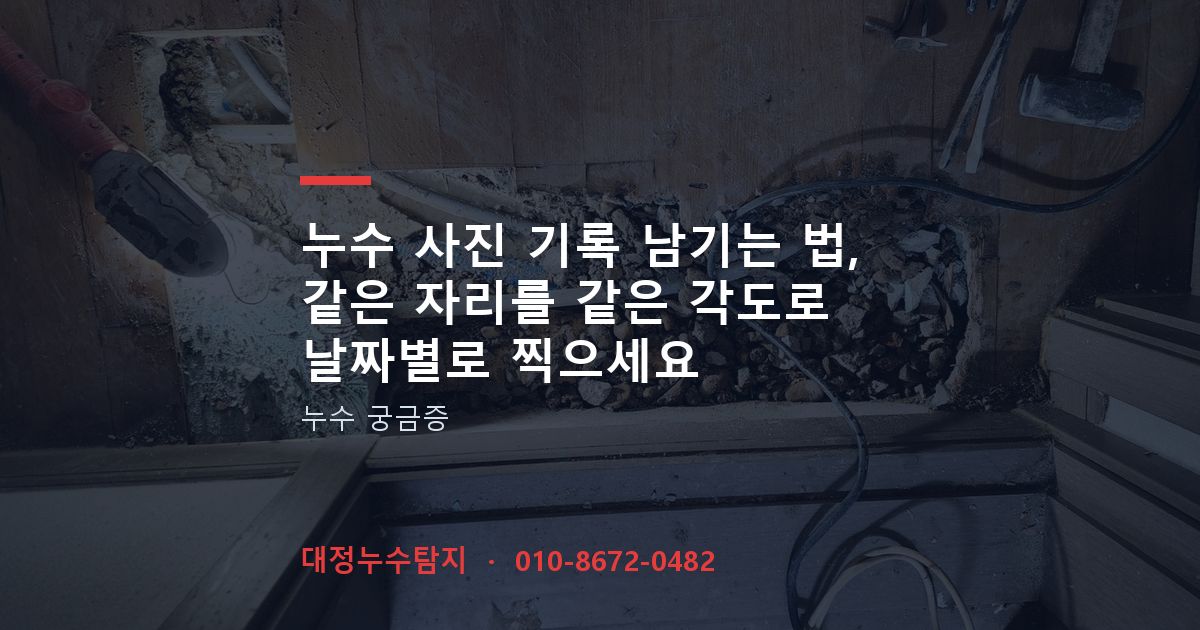 누수 사진 기록 남기는 법,
같은 자리를 같은 각도로
날짜별로 찍으세요
누수 궁금증
대정누수탐지 · 010-8672-0482